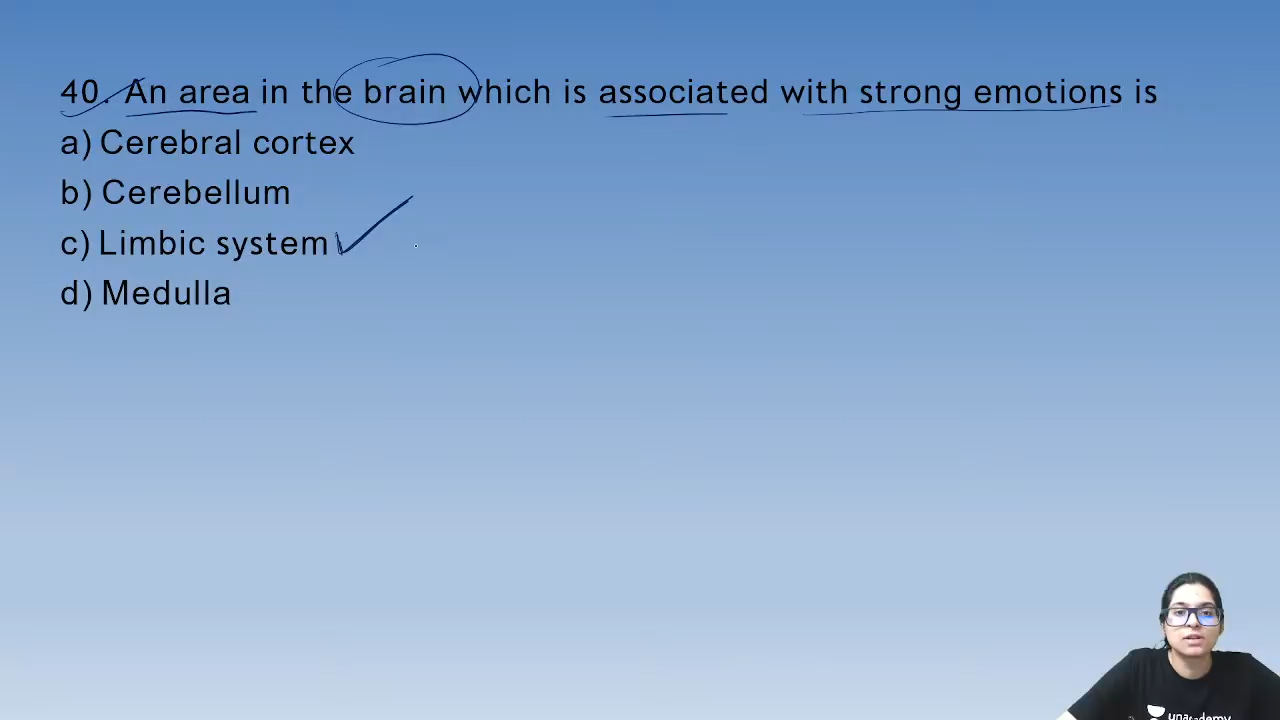 40. An area in the brain which is associated with strong emotions is
a) Cerebral cortex
b) Cerebellum
c) Limbic system
d) Medulla
unacademy